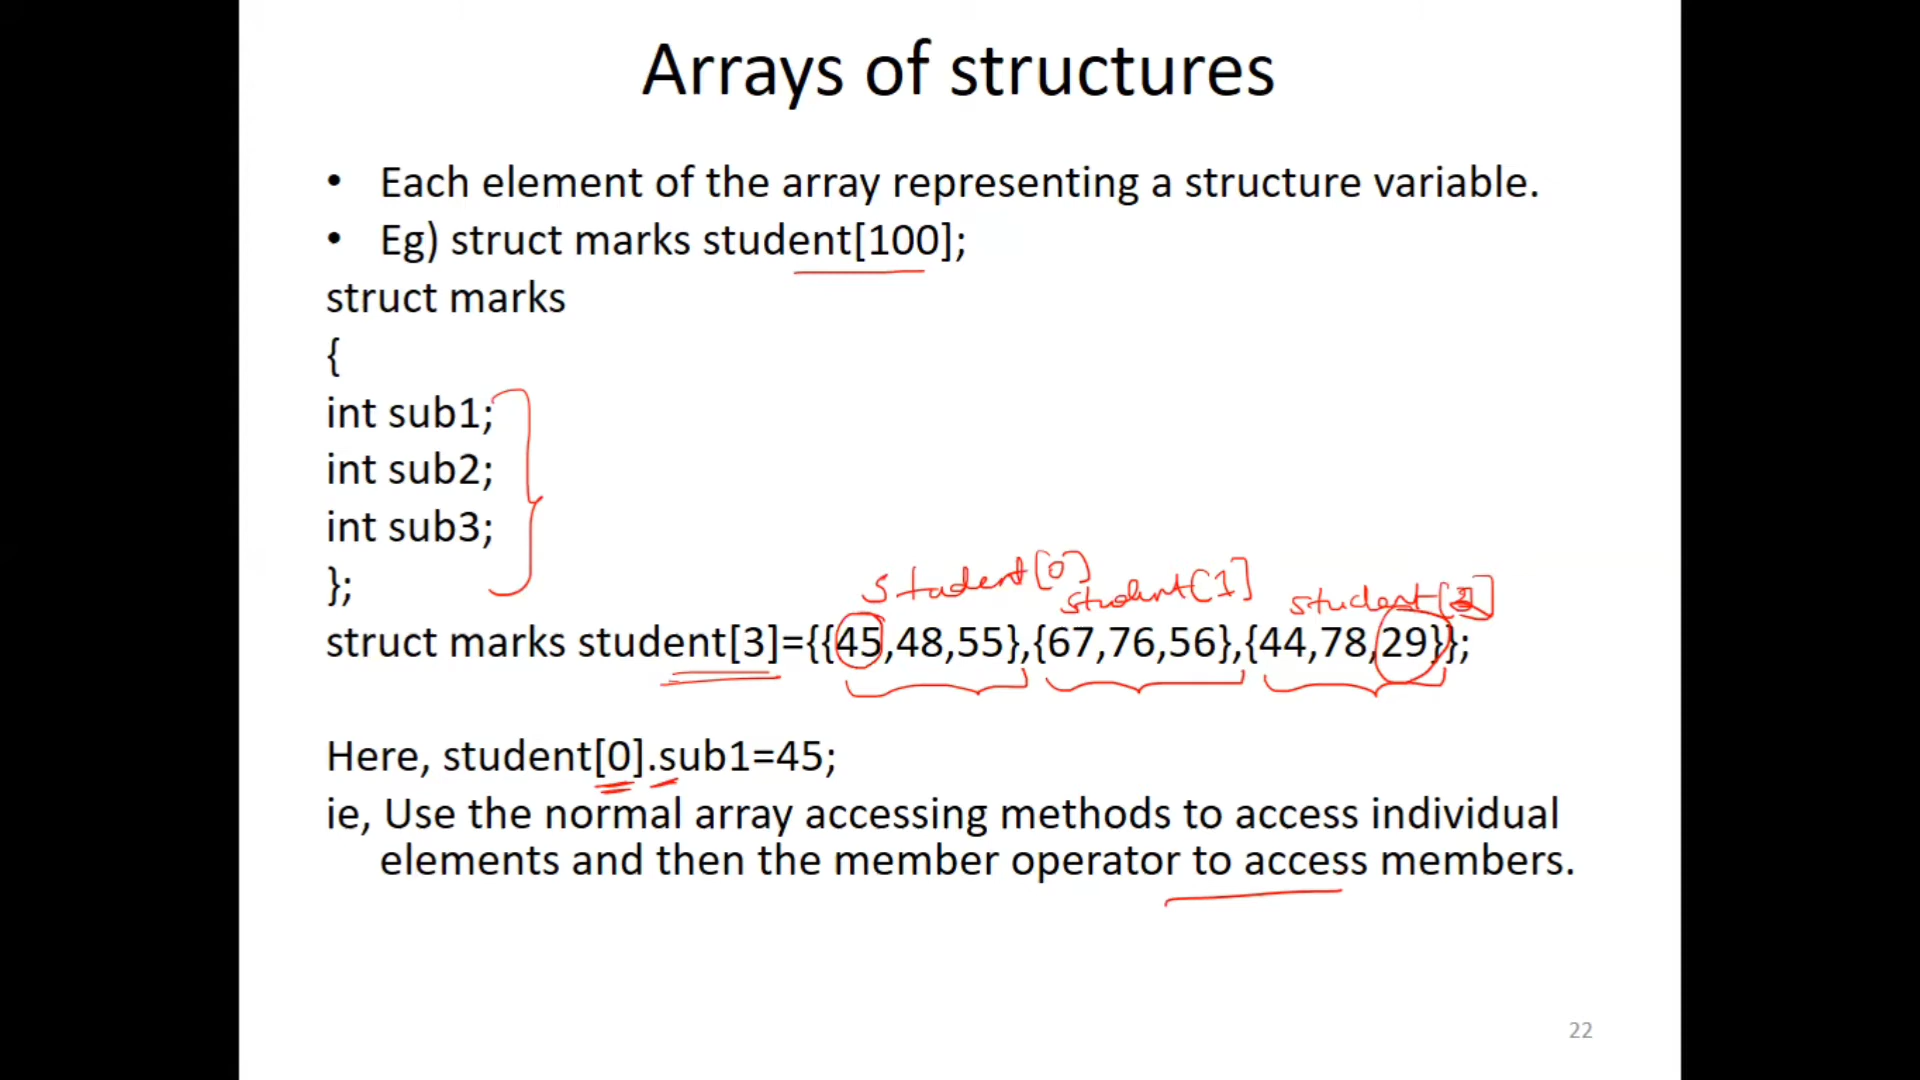 Arrays of structures
• Each element of the array representing a structure variable.
• Eg) struct marks student[100];
struct marks
{
int sub1;
int sub2;
int sub3;
};
student[0] student[1] student[2]
struct marks student[3]={{45,48,55},{67,76,56},{44,78,29}};
Here, student[0].sub1=45;
ie, Use the normal array accessing methods to access individual
elements and then the member operator to access members.
22